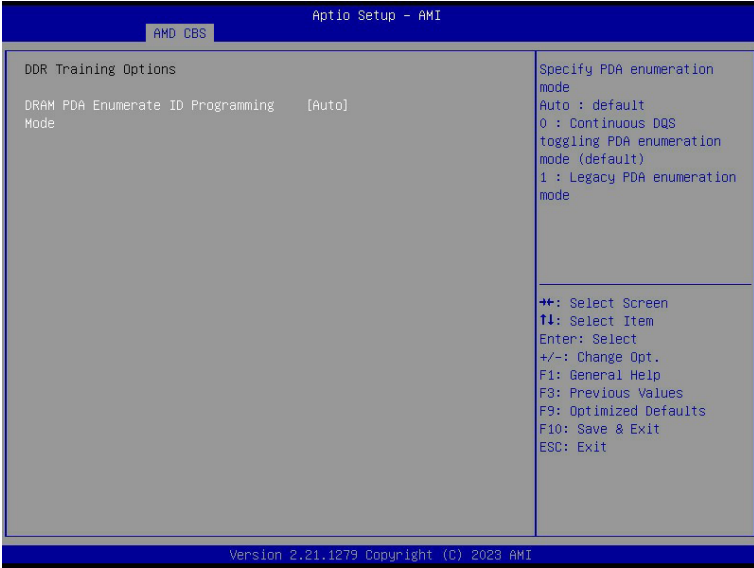 Aptio Setup – AMI
AMD CBS
DDR Training Options
DRAM PDA Enumerate ID Programming [Auto]
Mode
Specify PDA enumeration
mode
Auto : default
0 : Continuous DQS
toggling PDA enumeration
mode (default)
1 : Legacy PDA enumeration
mode
→←: Select Screen
↑↓: Select Item
Enter: Select
+/-: Change Opt.
F1: General Help
F3: Previous Values
F9: Optimized Defaults
F10: Save & Exit
ESC: Exit
Version 2.21.1279 Copyright (C) 2023 AMI